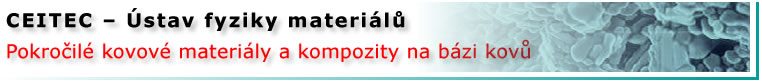 CEITEC – Ústav fyziky materiálů
Pokročilé kovové materiály a kompozity na bázi kovů